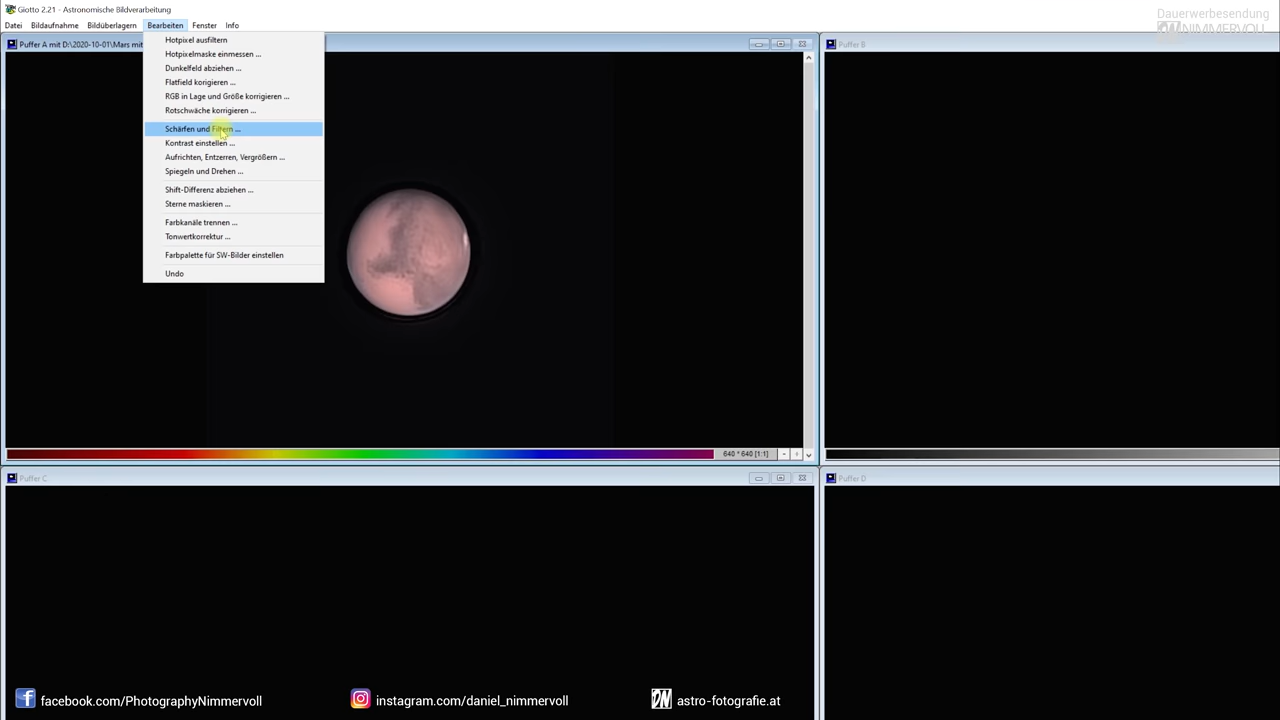 Giotto 2.21 - Astronomische Bildverarbeitung
Dauerwerbesendung
NIMMERVOLL
Datei Bildaufnahme Bildüberlagern Bearbeiten Fenster Info
Puffer A mit D:\2020-10-01\Mars mit
Puffer B
Hotpixel ausfiltern
Hotpixelmaske einmessen ...
Dunkelfeld abziehen ...
Flatfield korigieren ...
RGB in Lage und Größe korrigieren ...
Rotschwäche korrigieren ...
Schärfen und Filtern ...
Kontrast einstellen ...
Aufrichten, Entzerren, Vergrößern ...
Spiegeln und Drehen ...
Shift-Differenz abziehen ...
Sterne maskieren ...
Farbkanäle trennen ...
Tonwertkorrektur ...
Farbpalette für SW-Bilder einstellen
Undo
640 * 640 [1:1] - +
Puffer C
Puffer D
facebook.com/PhotographyNimmervoll
instagram.com/daniel_nimmervoll
astro-fotografie.at